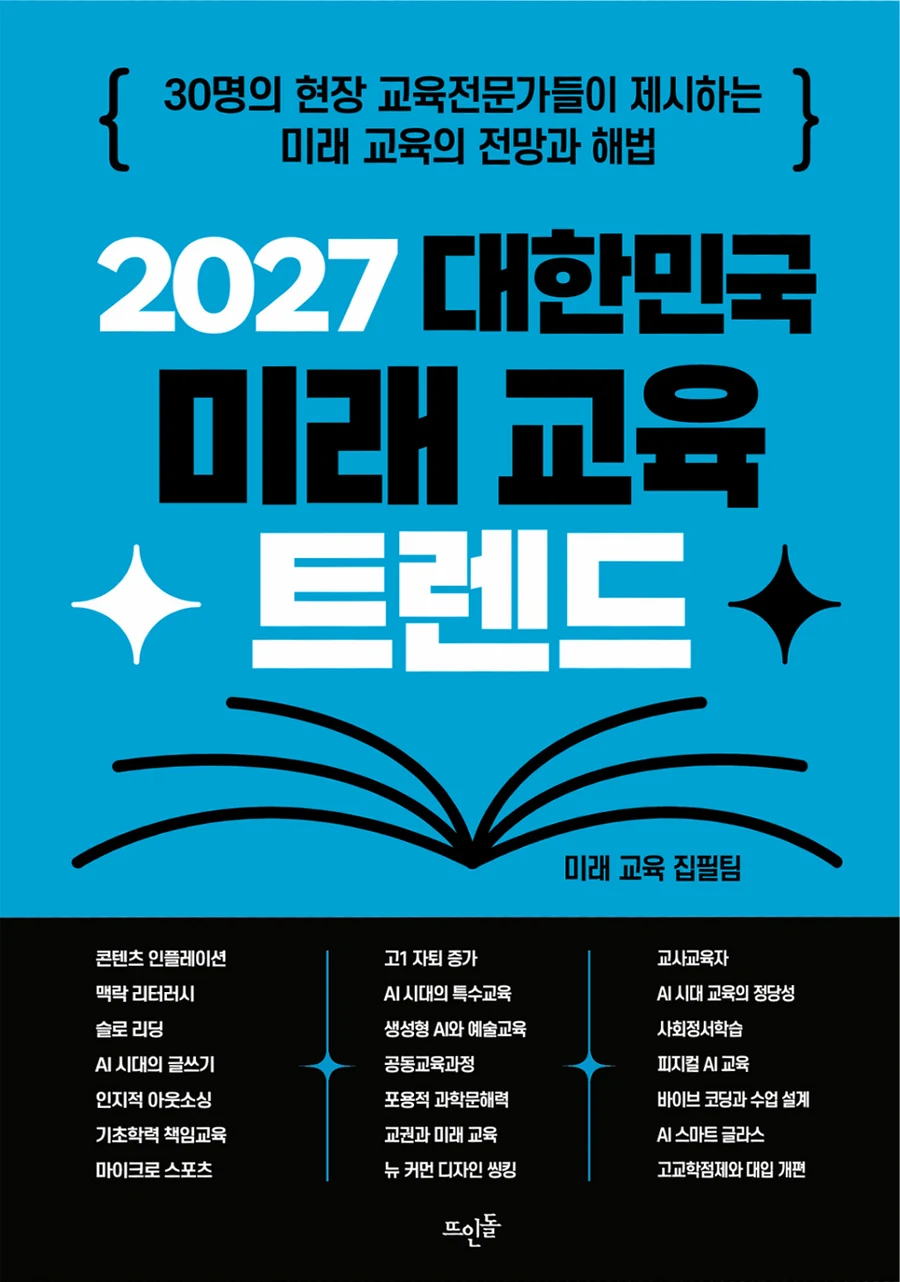 30명의 현장 교육전문가들이 제시하는
미래 교육의 전망과 해법
2027 대한민국
미래 교육
트렌드
미래 교육 집필팀
콘텐츠 인플레이션
맥락 리터러시
슬로 리딩
AI 시대의 글쓰기
인지적 아웃소싱
기초학력 책임교육
마이크로 스포츠
고1 자퇴 증가
AI 시대의 특수교육
생성형 AI와 예술교육
공동교육과정
포용적 과학문해력
교권과 미래 교육
뉴 커먼 디자인 씽킹
교사교육자
AI 시대 교육의 정당성
사회정서학습
피지컬 AI 교육
바이브 코딩과 수업 설계
AI 스마트 글라스
고교학점제와 대입 개편
뜨인돌